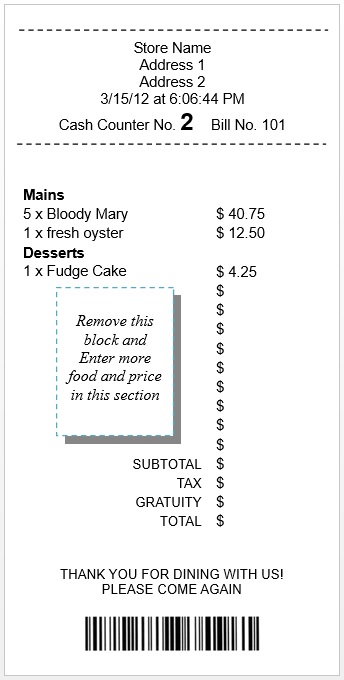 Store Name
Address 1
Address 2
3/15/12 at 6:06:44 PM
Cash Counter No. 2 Bill No. 101
Mains
5 x Bloody Mary $ 40.75
1 x fresh oyster $ 12.50
Desserts
1 x Fudge Cake $ 4.25
$
$
$
$
$
$
$
$
$
Remove this
block and
Enter more
food and price
in this section
SUBTOTAL $
TAX $
GRATUITY $
TOTAL $
THANK YOU FOR DINING WITH US!
PLEASE COME AGAIN